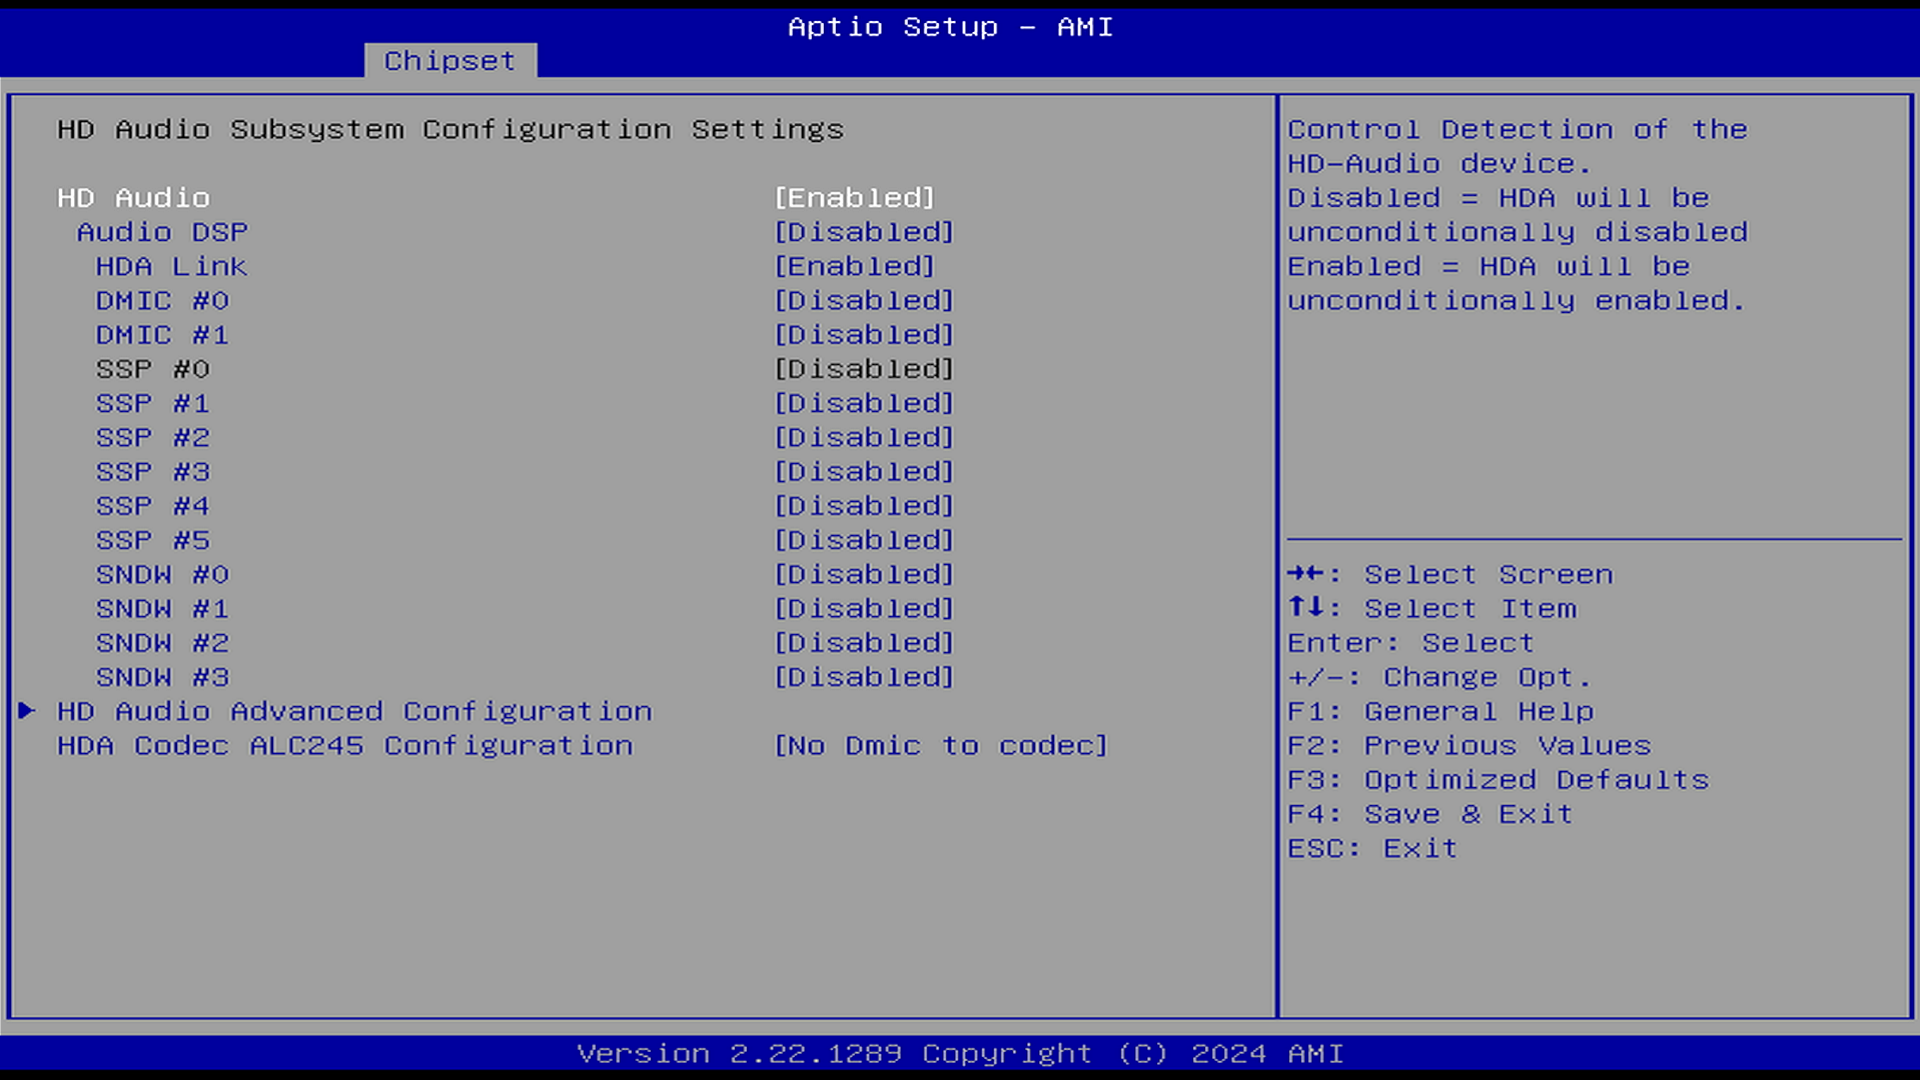 Aptio Setup - AMI
Chipset
HD Audio Subsystem Configuration Settings
HD Audio [Enabled]
Audio DSP [Disabled]
HDA Link [Enabled]
DMIC #0 [Disabled]
DMIC #1 [Disabled]
SSP #0 [Disabled]
SSP #1 [Disabled]
SSP #2 [Disabled]
SSP #3 [Disabled]
SSP #4 [Disabled]
SSP #5 [Disabled]
SNDW #0 [Disabled]
SNDW #1 [Disabled]
SNDW #2 [Disabled]
SNDW #3 [Disabled]
HD Audio Advanced Configuration
HDA Codec ALC245 Configuration [No Dmic to codec]
Control Detection of the
HD-Audio device.
Disabled = HDA will be
unconditionally disabled
Enabled = HDA will be
unconditionally enabled.
→←: Select Screen
↑↓: Select Item
Enter: Select
+/-: Change Opt.
F1: General Help
F2: Previous Values
F3: Optimized Defaults
F4: Save & Exit
ESC: Exit
Version 2.22.1289 Copyright (C) 2024 AMI